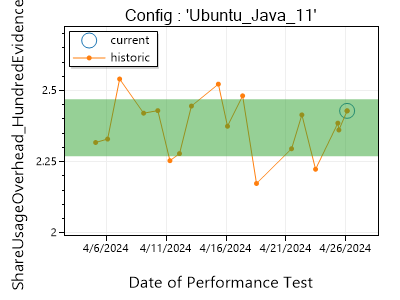 Config : 'Ubuntu_Java_11'
current
historic
ShareUsageOverhead_HundredEvidence
2.5
2.25
2
4/6/2024
4/11/2024
4/16/2024
4/21/2024
4/26/2024
Date of Performance Test